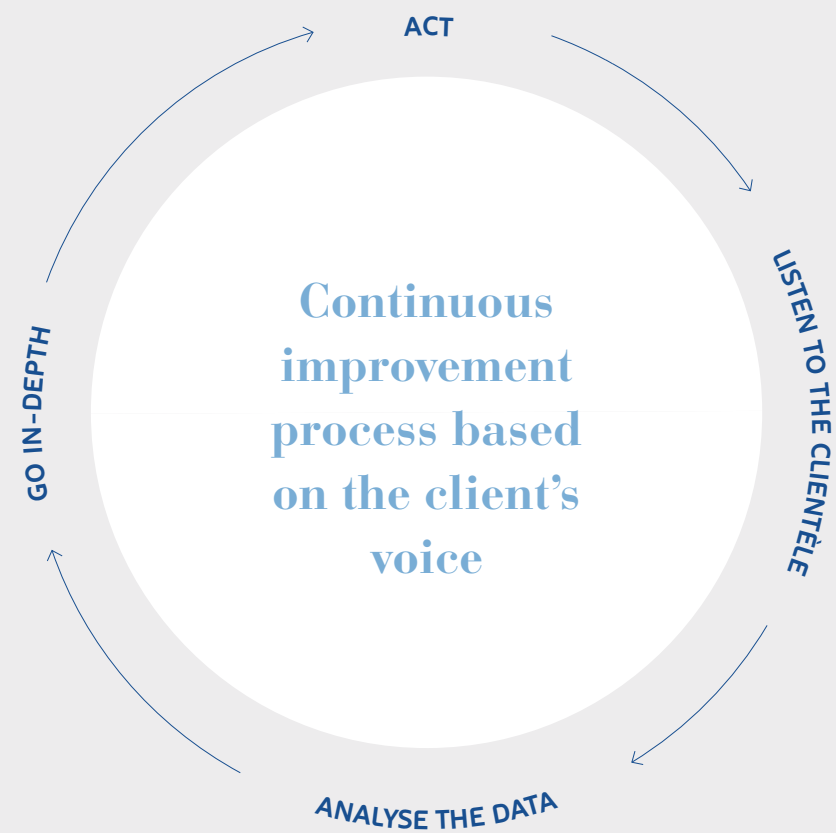 ACT
LISTEN TO THE CLIENTÈLE
ANALYSE THE DATA
GO IN-DEPTH
Continuous
improvement
process based
on the client’s
voice